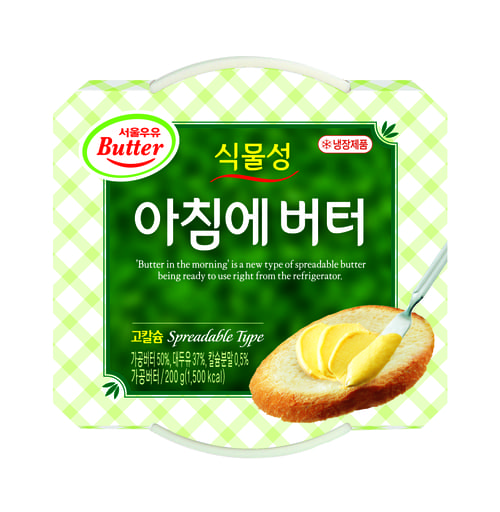 서울우유
Butter
식물성
냉장제품
아침에 버터
'Butter in the morning' is a new type of spreadable butter
being ready to use right from the refrigerator.
고칼슘 Spreadable Type
가공버터 50%, 대두유 37%, 칼슘분말 0.5%
가공버터 / 200 g(1,500 kcal)